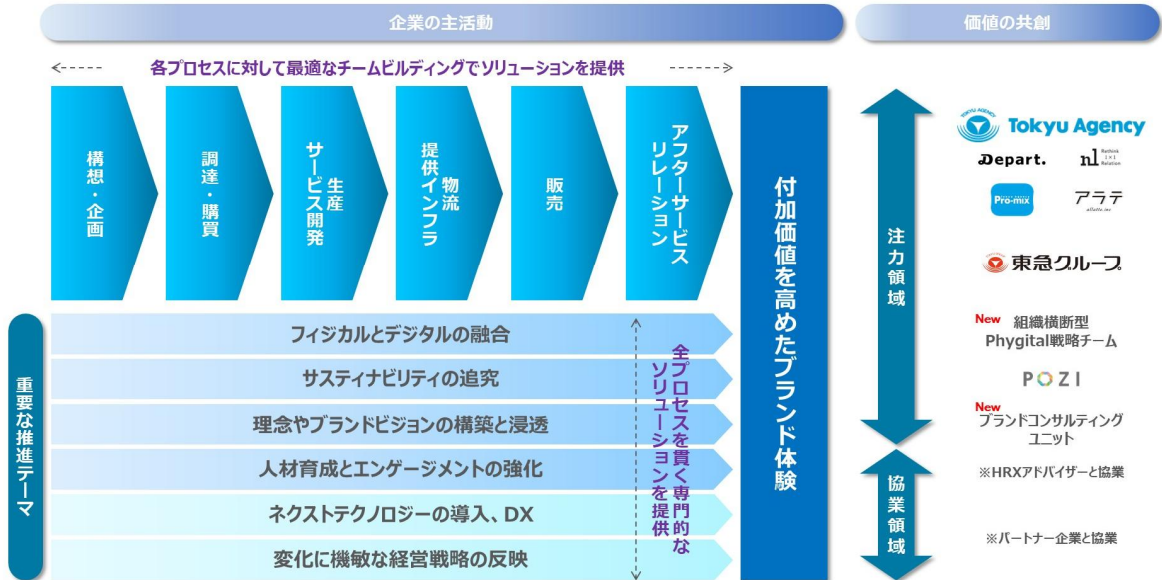 企業の主活動
価値の共創
各プロセスに対して最適なチームビルディングでソリューションを提供
構想・企画
調達・購買
生産
サービス開発
物流
提供インフラ
販売
アフターサービス
リレーション
付加価値を高めたブランド体験
重要な推進テーマ
フィジカルとデジタルの融合
サスティナビリティの追究
理念やブランドビジョンの構築と浸透
人材育成とエンゲージメントの強化
ネクストテクノロジーの導入、DX
変化に機敏な経営戦略の反映
全プロセスを貫く専門的な
ソリューションを提供
注力領域
協業領域
TOKYU AGENCY
Tokyu Agency
Depart.
nl
Rethink
1×1
Relation
Pro-mix
アラテ
allatte.inc
東急グループ
New 組織横断型
Phygital戦略チーム
POZI
New
ブランドコンサルティング
ユニット
※HRXアドバイザーと協業
※パートナー企業と協業